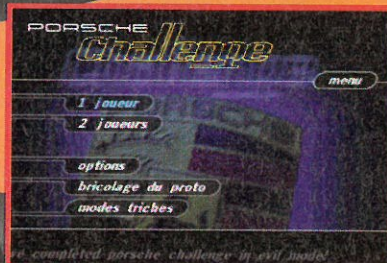 PORSCHE
Challenge
menu
1 joueur
2 joueurs
options
bricolage du proto
modes triches
ve completed porsche challenge in evil mode!